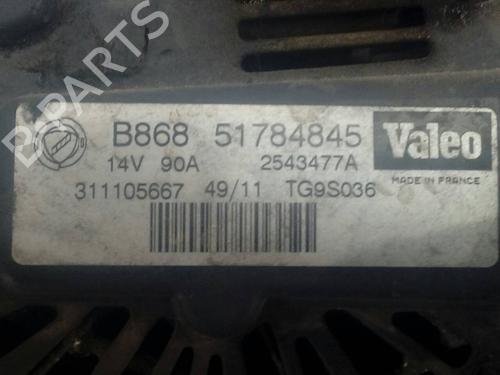 B-PARTS
B868 51784845
14V 90A 2543477A
311105667 49/11 TG9S036
Valeo
MADE IN FRANCE